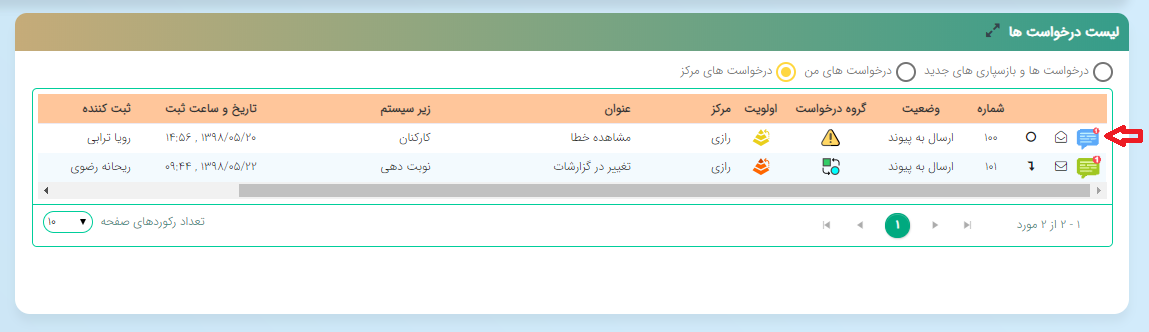 لیست درخواست ها
درخواست ها و بازسپاری های جدید درخواست های من درخواست های مرکز
شماره وضعیت گروه درخواست اولویت مرکز عنوان زیر سیستم تاریخ و ساعت ثبت ثبت کننده
۱ ۱۰۰ ارسال به پیوند رازی مشاهده خطا کارکنان ۱۳۹۸/۰۵/۲۰ , ۱۴:۵۶ رویا ترابی
۱ ۱۰۱ ارسال به پیوند رازی تغییر در گزارشات نوبت دهی ۱۳۹۸/۰۵/۲۲ , ۰۹:۴۴ ریحانه رضوی
۱ - ۲ از ۲ مورد ۱ تعداد رکوردهای صفحه ۱۰